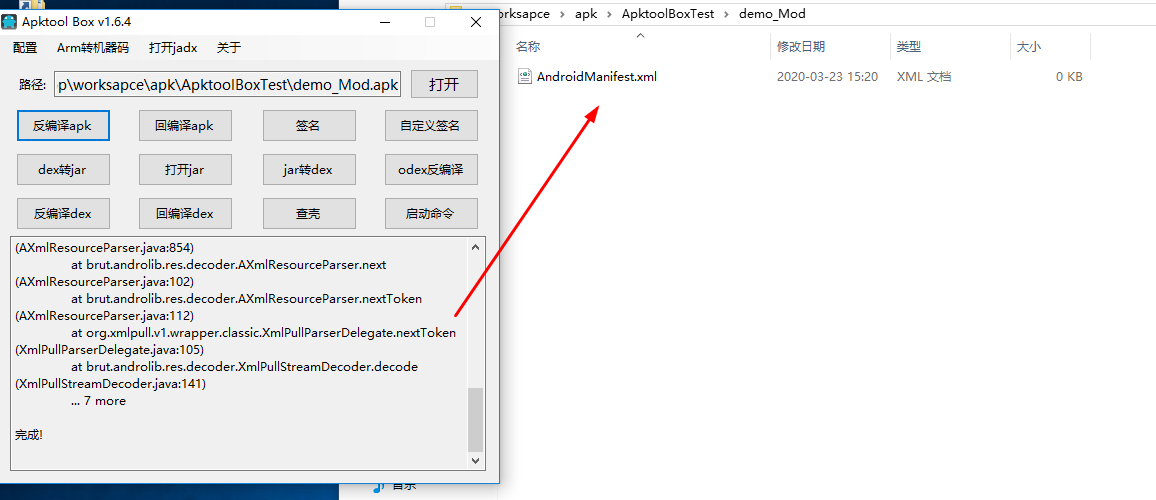 Apktool Box v1.6.4
配置 Arm转机器码 打开jadx 关于
路径: p\worksapce\apk\ApktoolBoxTest\demo_Mod.apk 打开
反编译apk 回编译apk 签名 自定义签名
dex转jar 打开jar jar转dex odex反编译
反编译dex 回编译dex 查壳 启动命令
(AXmlResourceParser.java:854)
at brut.androlib.res.decoder.AXmlResourceParser.next
(AXmlResourceParser.java:102)
at brut.androlib.res.decoder.AXmlResourceParser.nextToken
(AXmlResourceParser.java:112)
at org.xmlpull.v1.wrapper.classic.XmlPullParserDelegate.nextToken
(XmlPullParserDelegate.java:105)
at brut.androlib.res.decoder.XmlPullStreamDecoder.decode
(XmlPullStreamDecoder.java:141)
... 7 more
完成!
orksapce › apk › ApktoolBoxTest › demo_Mod
名称 修改日期 类型 大小
AndroidManifest.xml 2020-03-23 15:20 XML 文档 0 KB
音乐